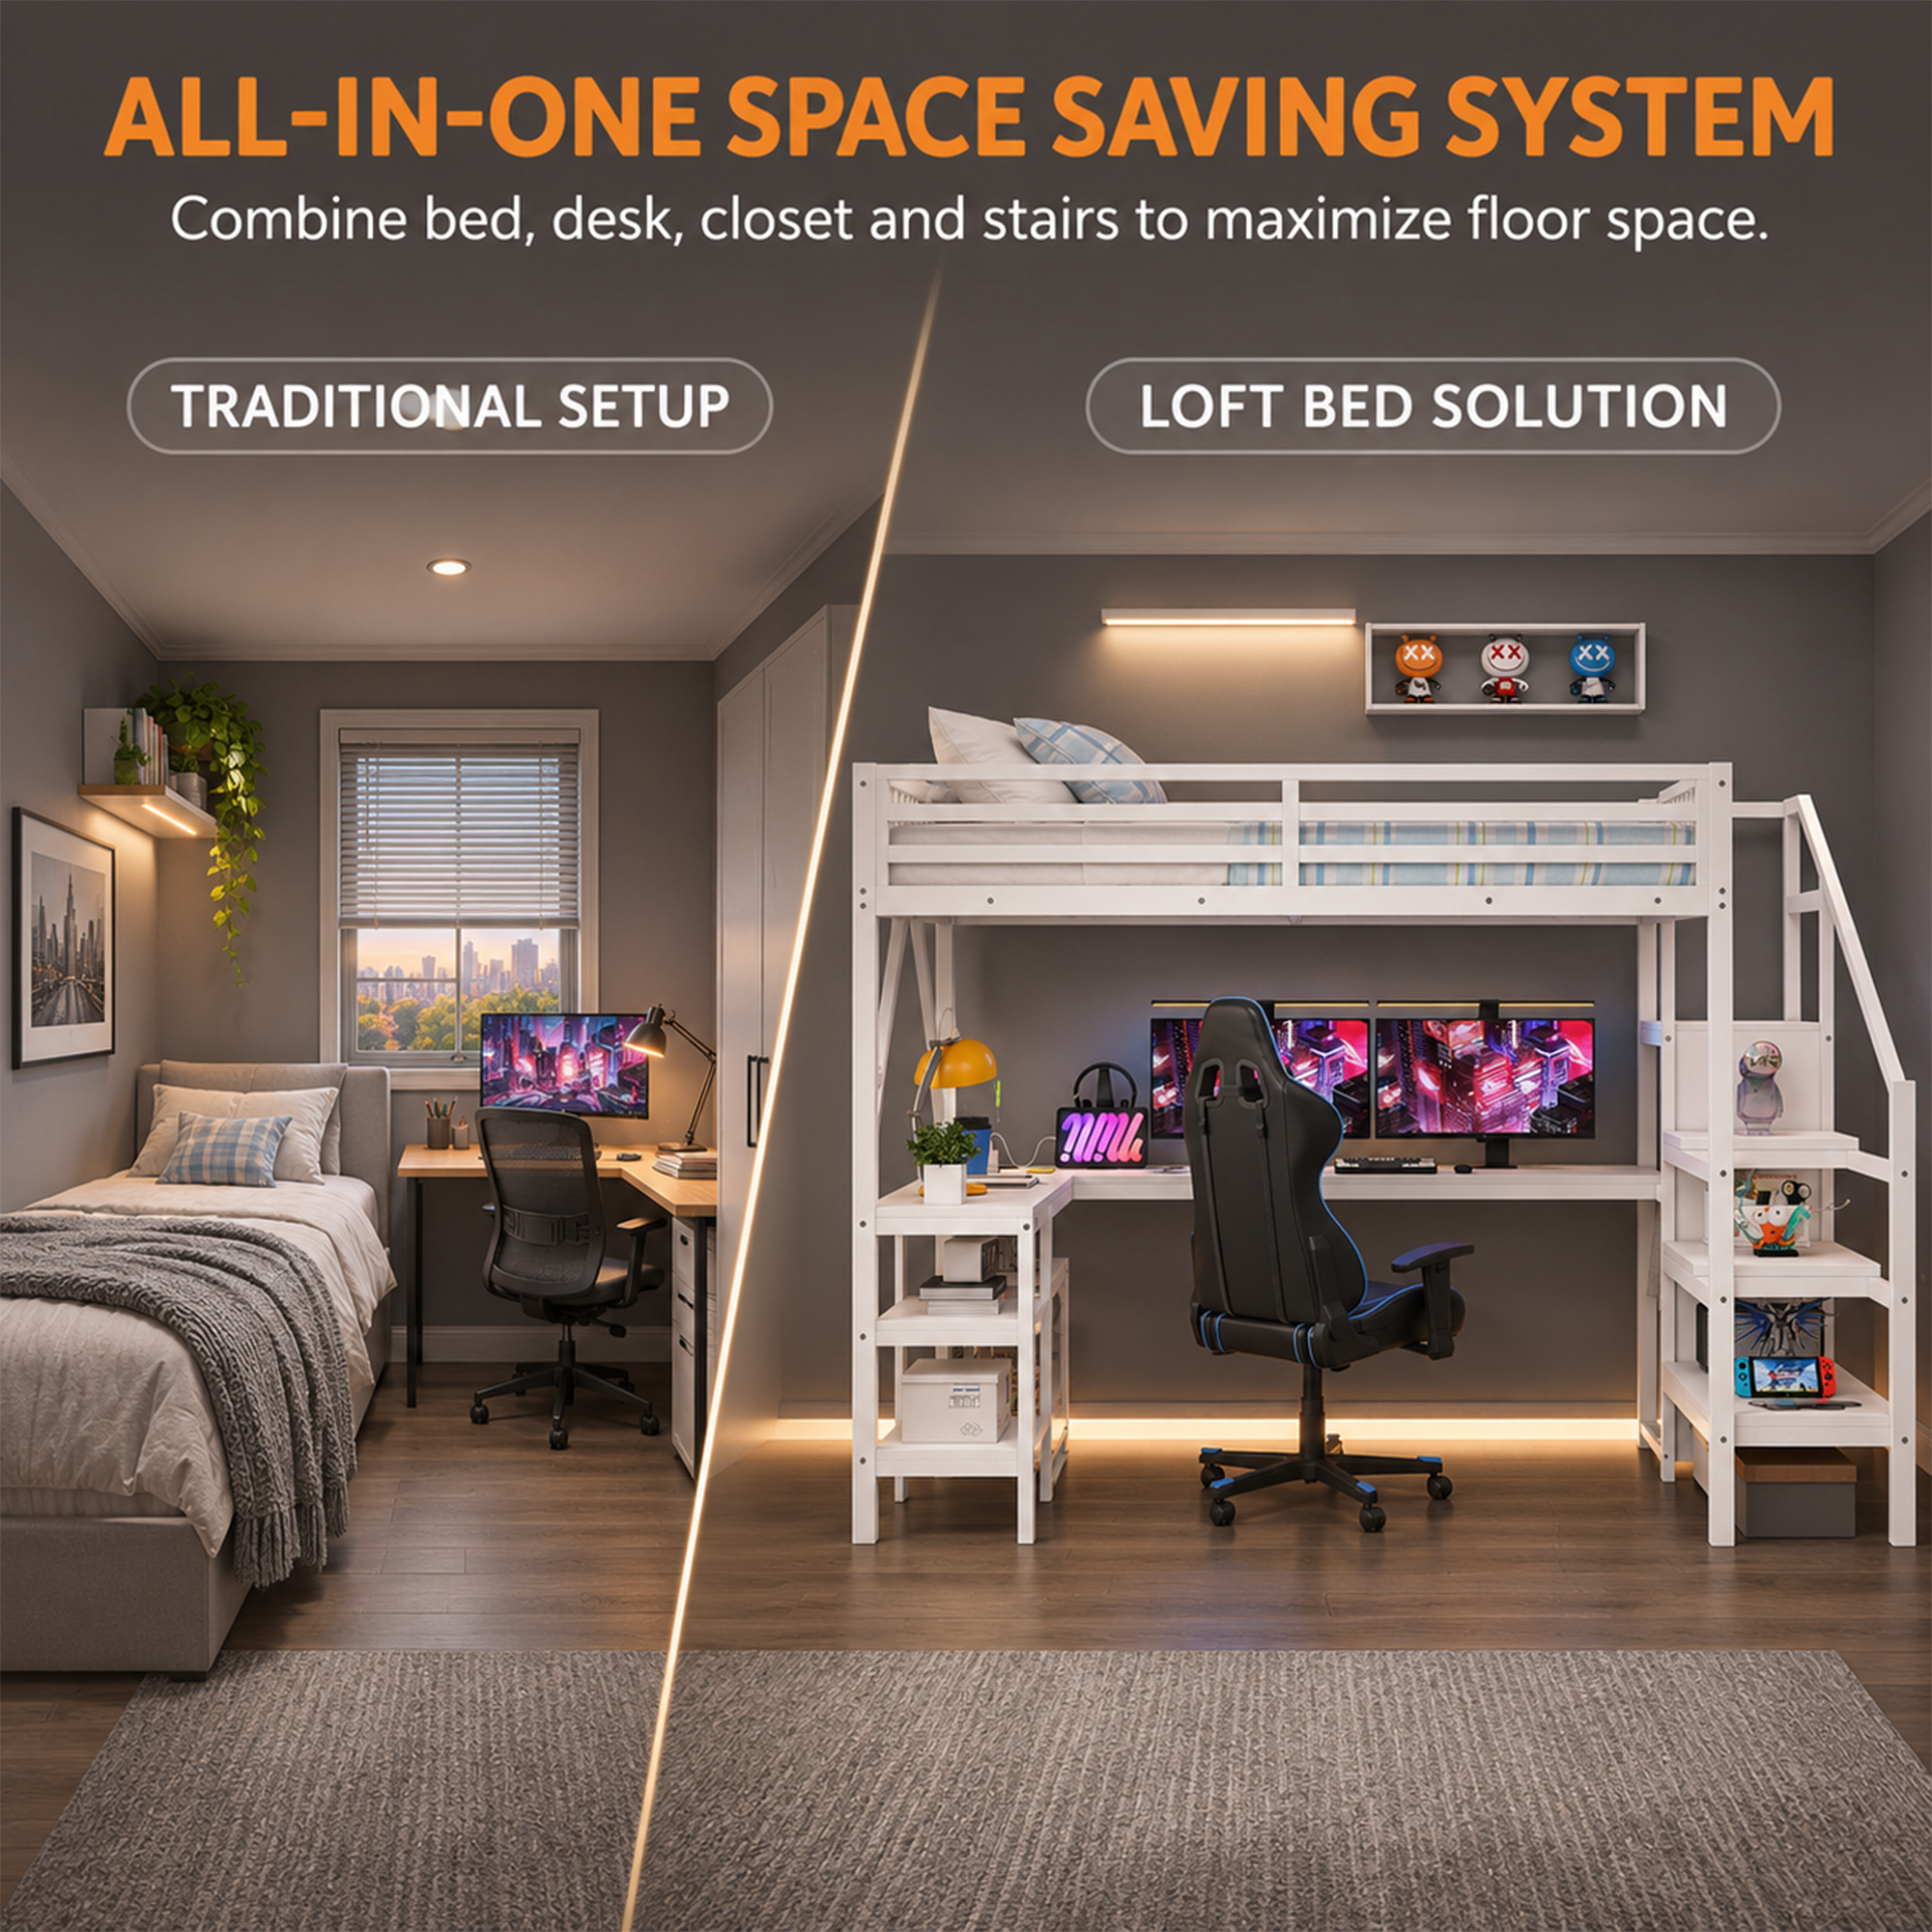 ALL-IN-ONE SPACE SAVING SYSTEM
Combine bed, desk, closet and stairs to maximize floor space.
TRADITIONAL SETUP
LOFT BED SOLUTION